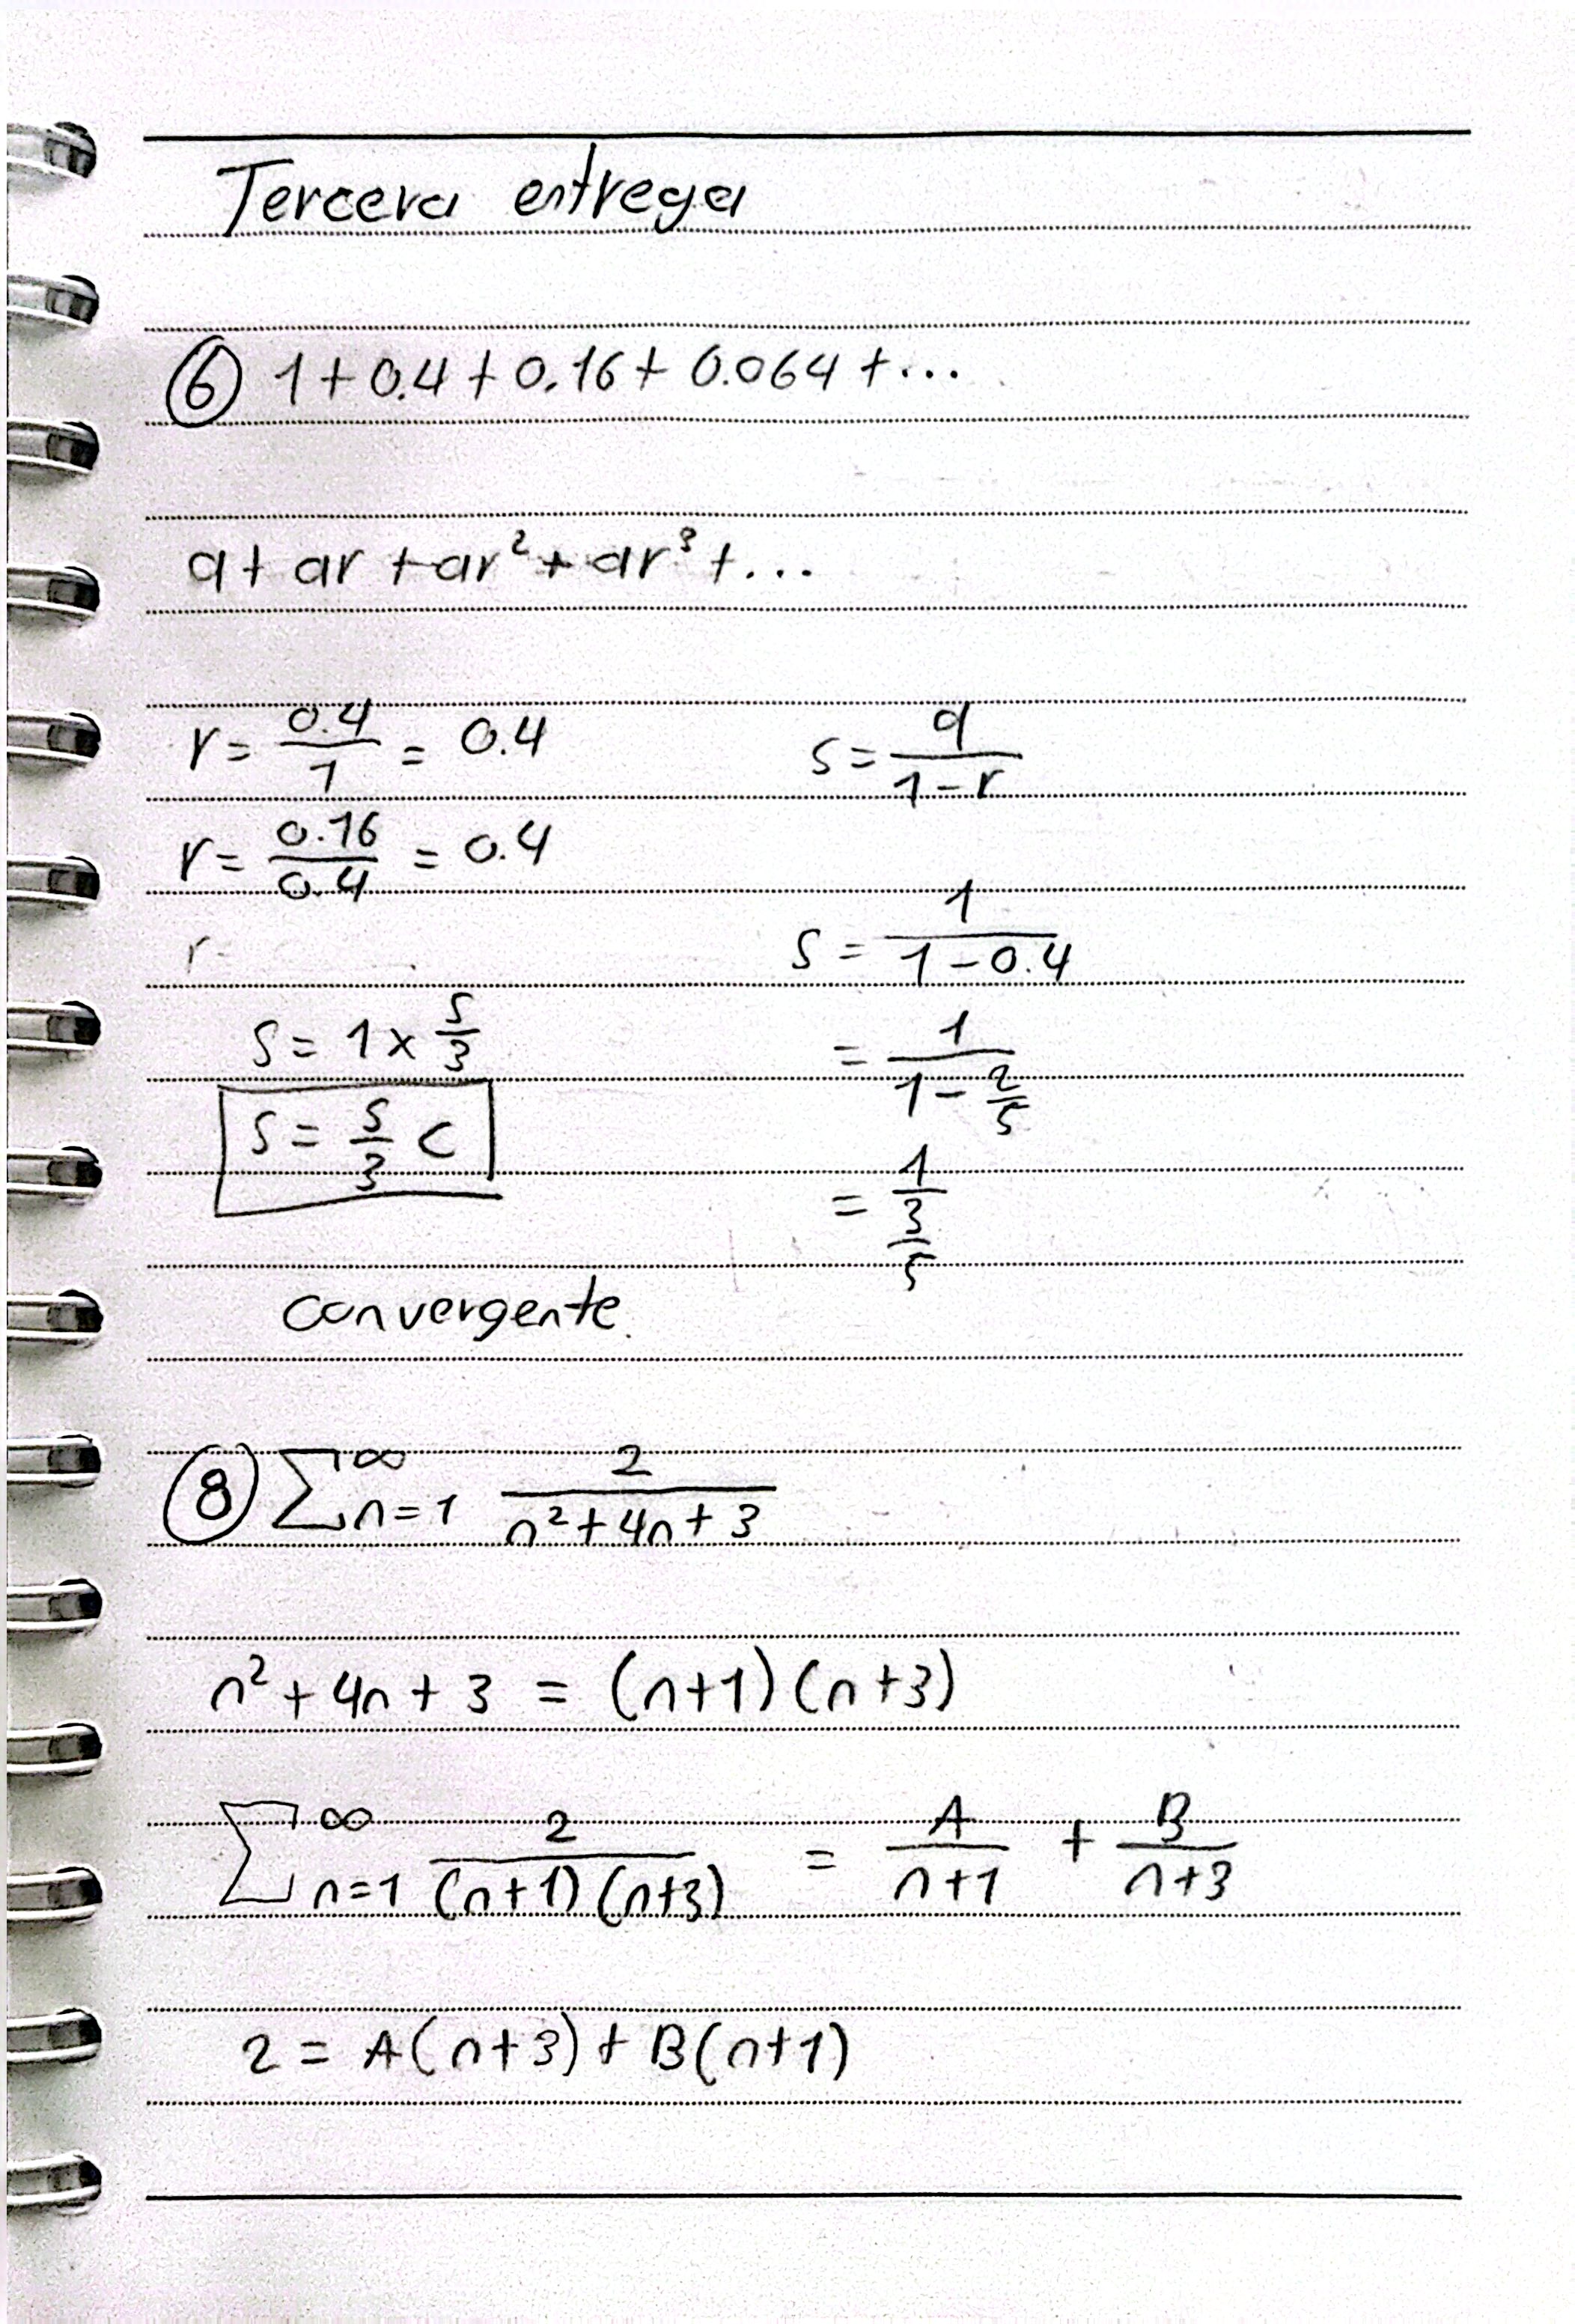 Tercera entrega
⑥ 1 + 0.4 + 0.16 + 0.064 + ...
a + ar + ar² + ar³ + ...
r = 0.4/1 = 0.4
r = 0.16/0.4 = 0.4
r =
S = 1 × 5/3
S = 5/3 C
convergente.
S = a/(1-r)
S = 1/(1-0.4)
= 1/(1-2/5)
= 1/(3/5)
⑧ ∑ ∞ n=1 2/(n²+4n+3)
n² + 4n + 3 = (n+1)(n+3)
∑ ∞ n=1 2/((n+1)(n+3)) = A/(n+1) + B/(n+3)
2 = A(n+3) + B(n+1)